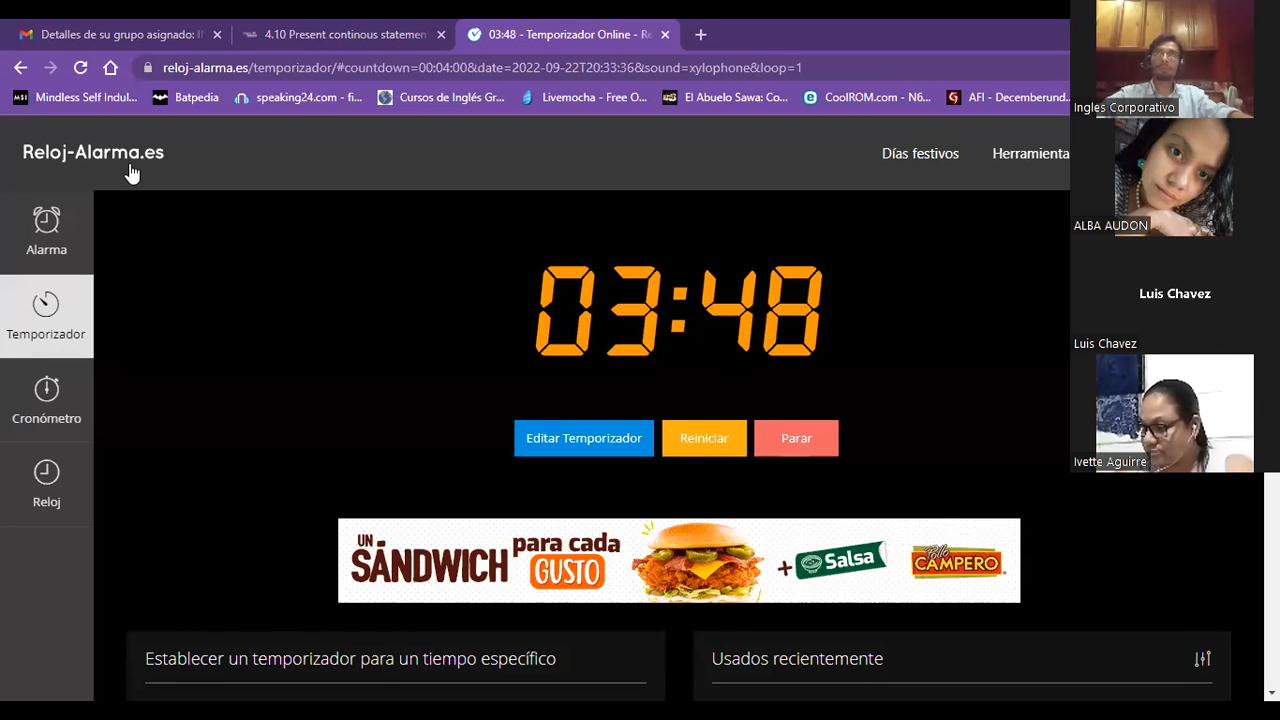 Detalles de su grupo asignado: I
4.10 Present continous statemen
03:48 - Temporizador Online - Re
reloj-alarma.es/temporizador/#countdown=00:04:00&date=2022-09-22T20:33:36&sound=xylophone&loop=1
Mindless Self Indul...
Batpedia
speaking24.com - fi...
Cursos de Inglés Gr...
Livemocha - Free O...
El Abuelo Sawa: Co...
CoolROM.com - N6...
AFI - Decemberund...
Reloj-Alarma.es
Días festivos
Herramienta
Alarma
Temporizador
Cronómetro
Reloj
03:48
Editar Temporizador
Reiniciar
Parar
UN
SÁNDWICH
para cada
GUSTO
+ Salsa
Pollo
CAMPERO
Establecer un temporizador para un tiempo específico
Usados recientemente
Ingles Corporativo
ALBA AUDON
Luis Chavez
Luis Chavez
Ivette Aguirre